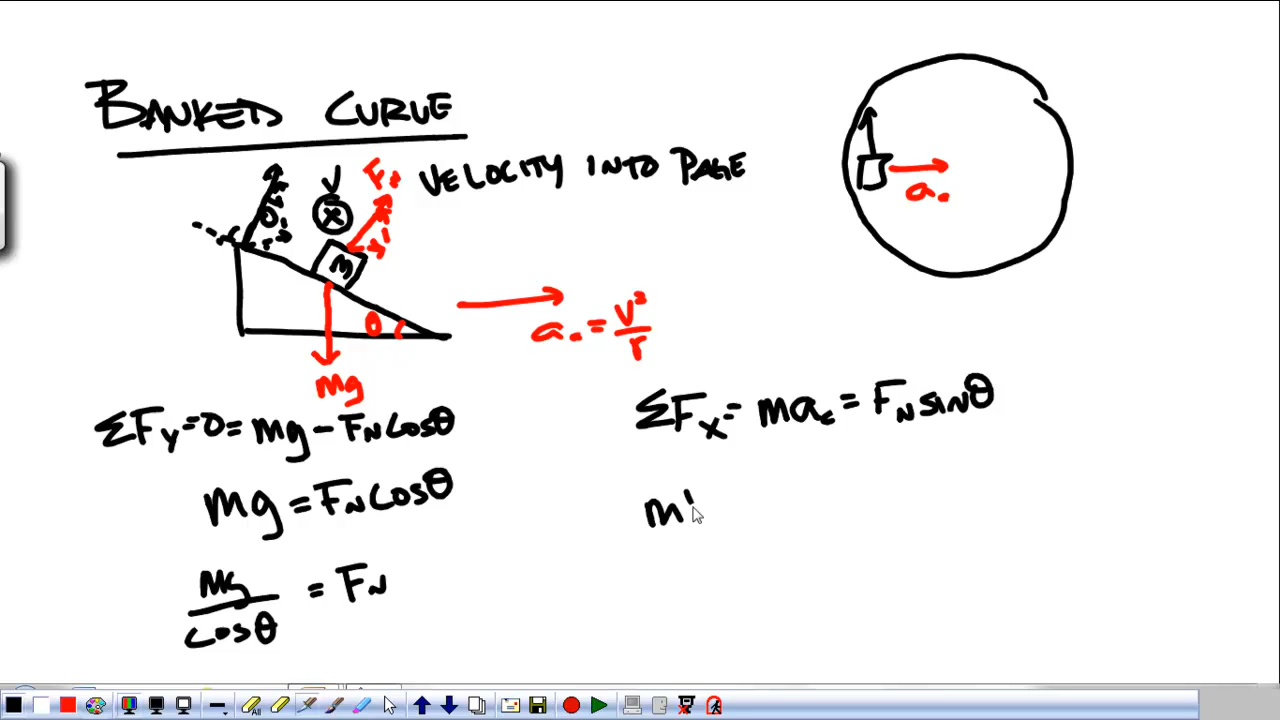 BANKED CURVE
V
FN
VELOCITY INTO PAGE
θ
x
m
ac
θ
ac = v²/r
mg
ΣFy=0= mg - FN cosθ
ΣFx= mac = FN sinθ
mg = FN cosθ
m
mg/cosθ = FN
All